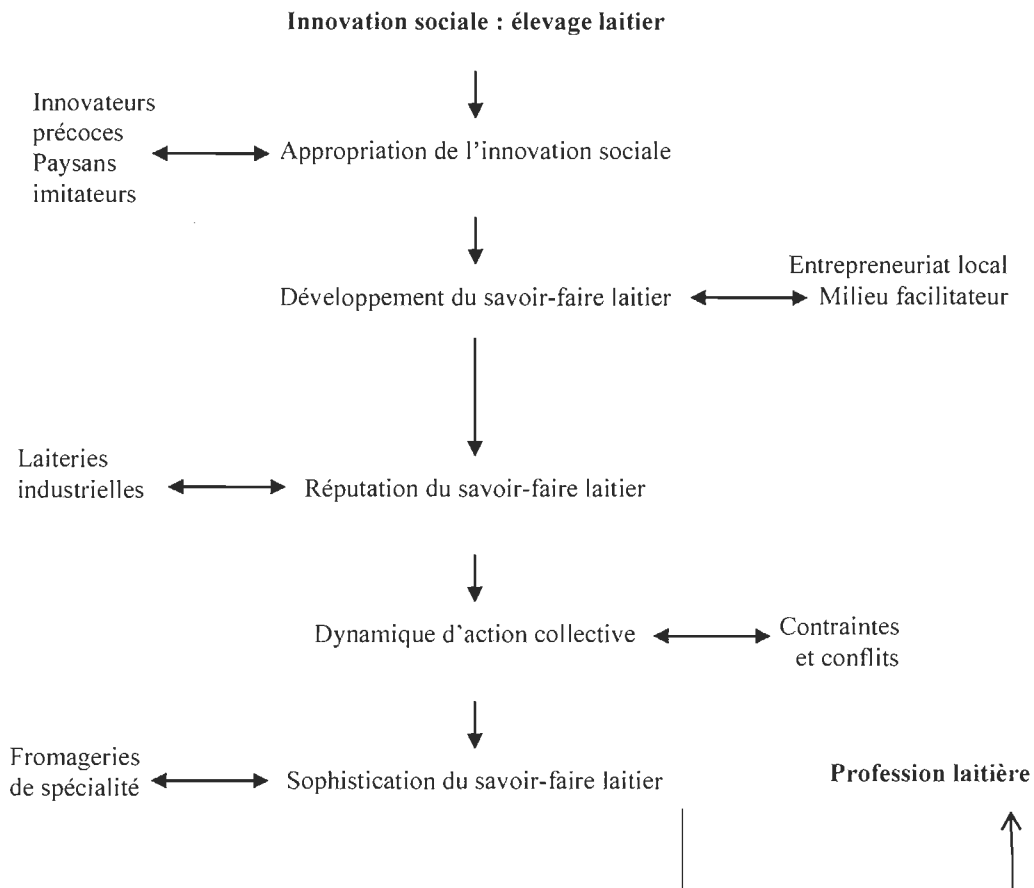 Innovation sociale : élevage laitier
Innovateurs
précoces
Paysans
imitateurs
Appropriation de l'innovation sociale
Développement du savoir-faire laitier
Entrepreneuriat local
Milieu facilitateur
Laiteries
industrielles
Réputation du savoir-faire laitier
Dynamique d'action collective
Contraintes
et conflits
Fromageries
de spécialité
Sophistication du savoir-faire laitier
Profession laitière